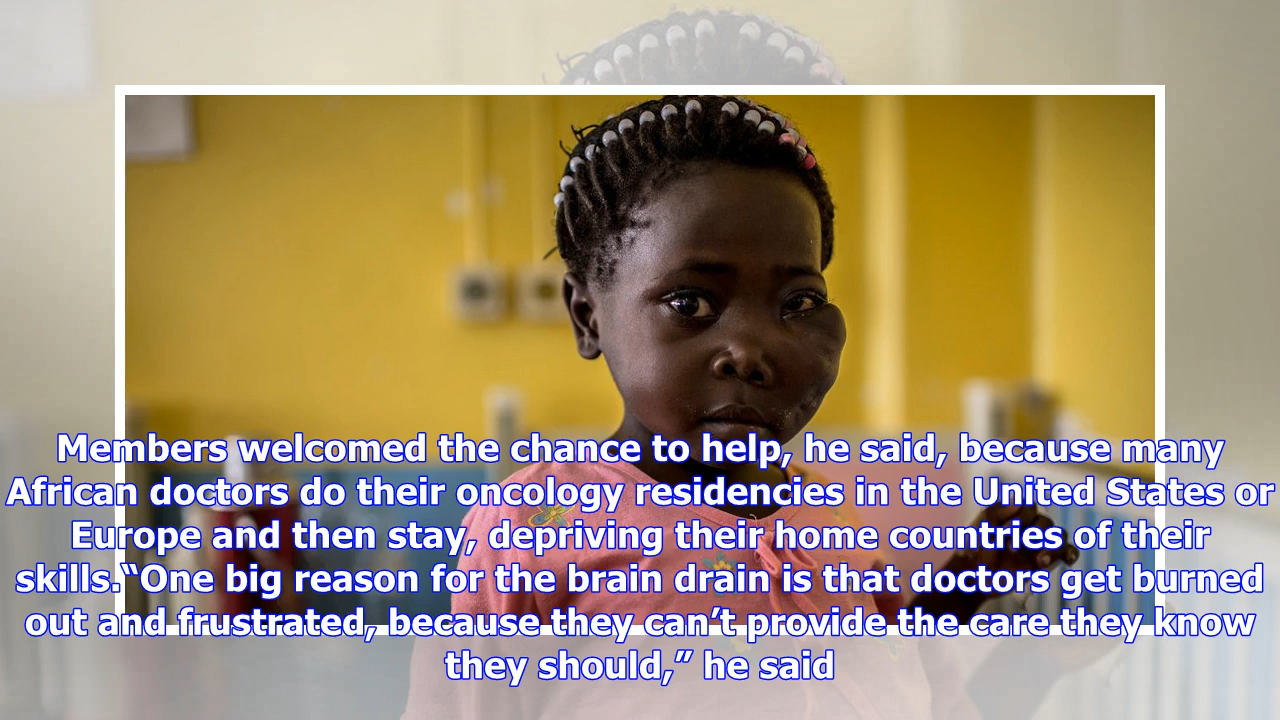 Members welcomed the chance to help, he said, because many
African doctors do their oncology residencies in the United States or
Europe and then stay, depriving their home countries of their
skills.“One big reason for the brain drain is that doctors get burned
out and frustrated, because they can’t provide the care they know
they should,” he said